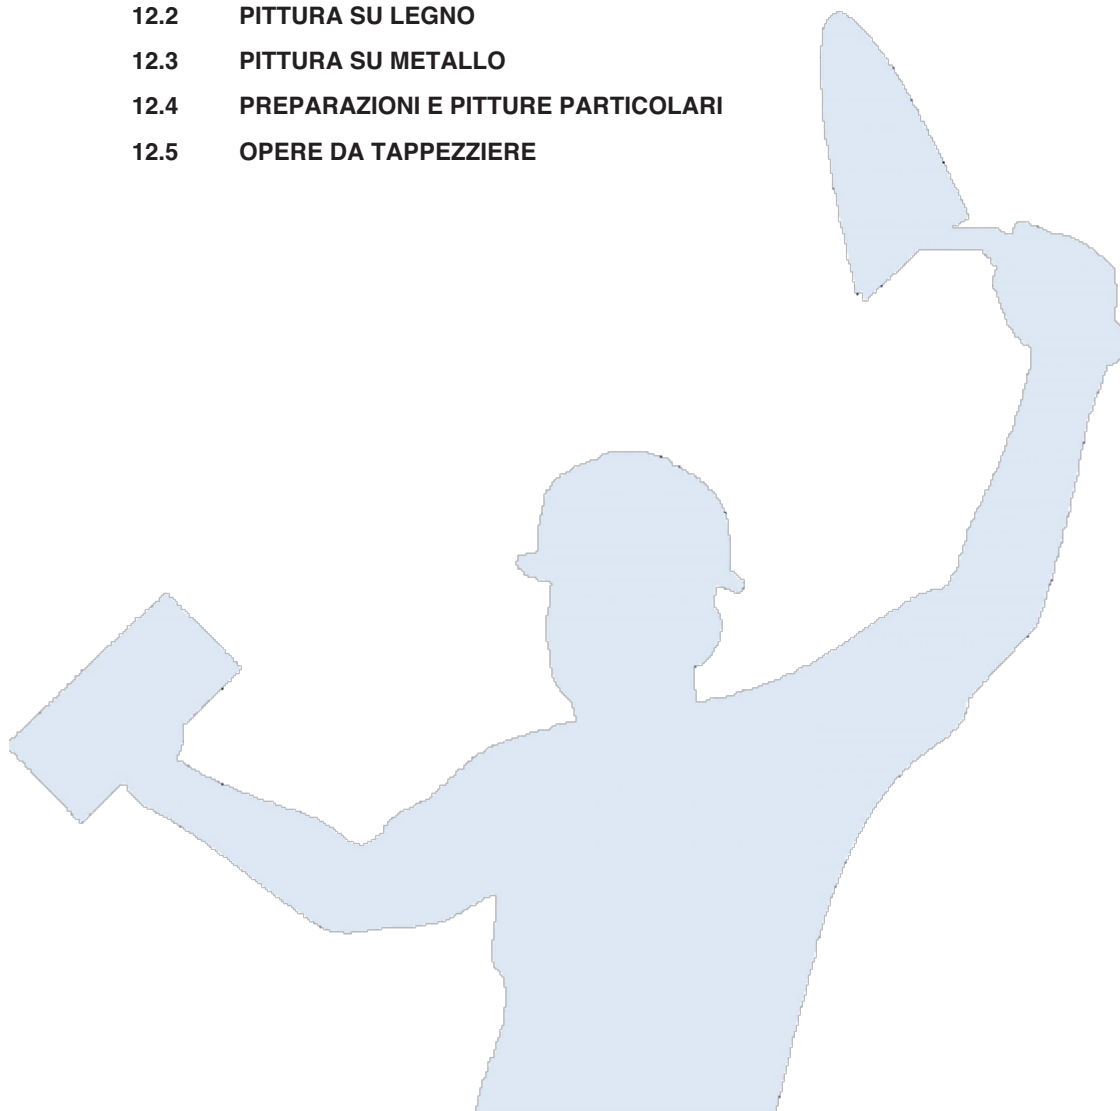 12.2 PITTURA SU LEGNO
12.3 PITTURA SU METALLO
12.4 PREPARAZIONI E PITTURE PARTICOLARI
12.5 OPERE DA TAPPEZZIERE